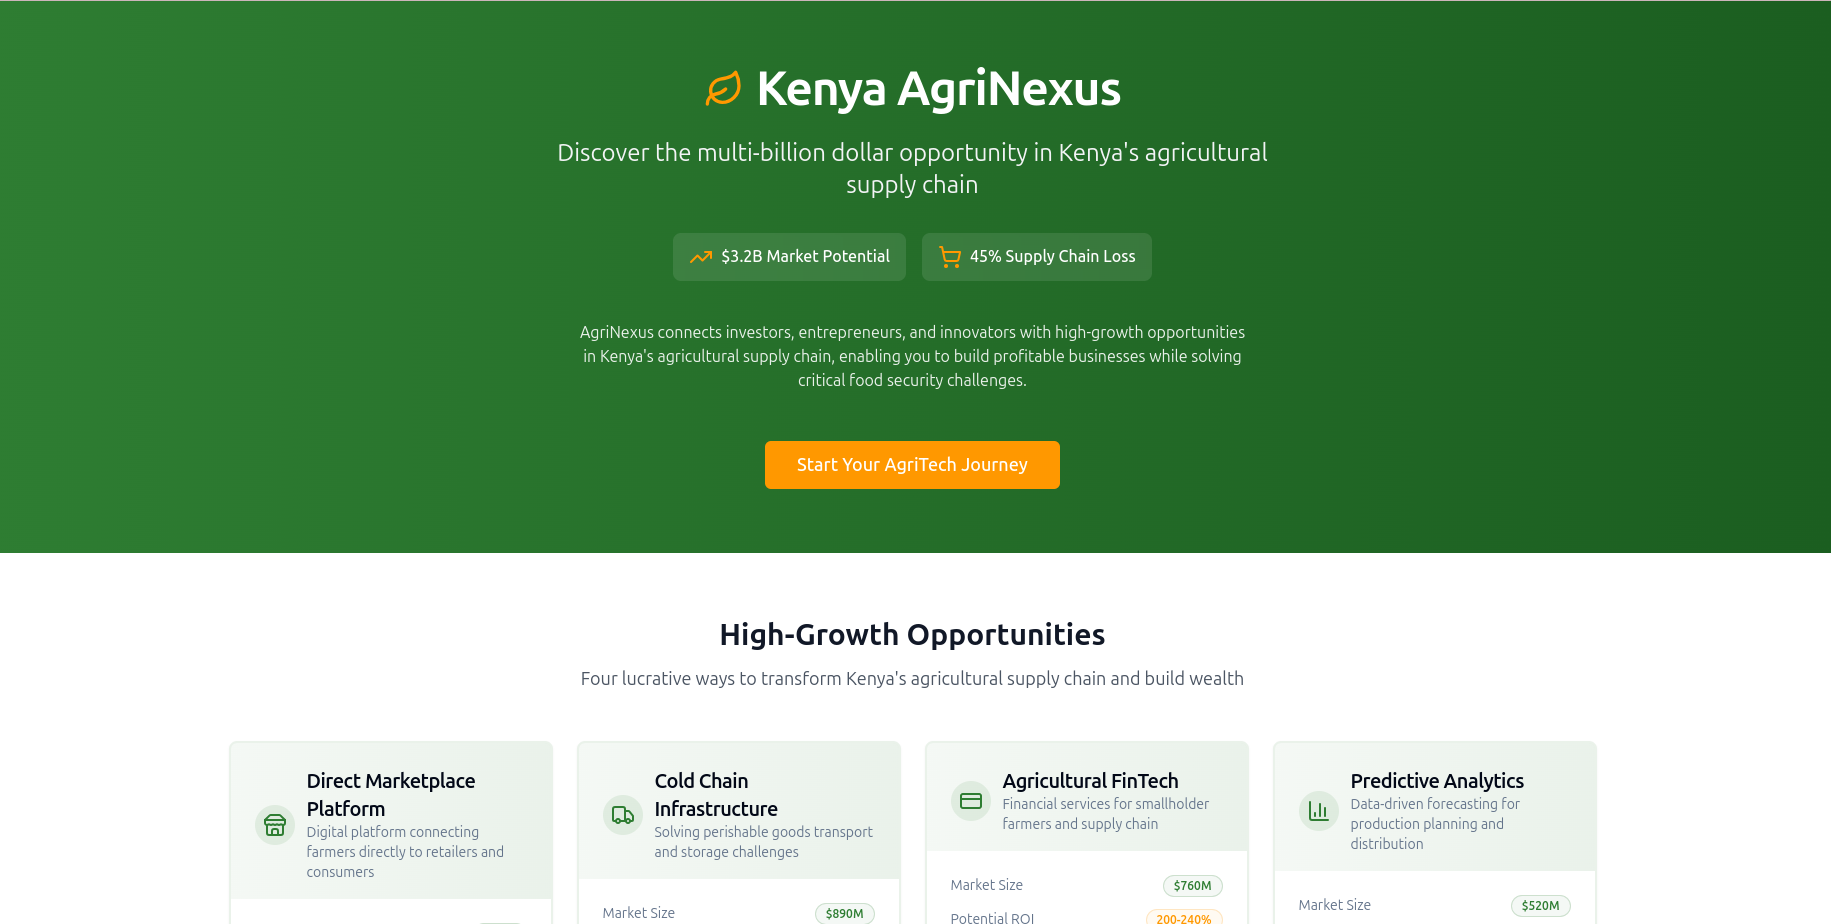 Kenya AgriNexus
Discover the multi-billion dollar opportunity in Kenya's agricultural
supply chain
$3.2B Market Potential
45% Supply Chain Loss
AgriNexus connects investors, entrepreneurs, and innovators with high-growth opportunities
in Kenya's agricultural supply chain, enabling you to build profitable businesses while solving
critical food security challenges.
Start Your AgriTech Journey
High-Growth Opportunities
Four lucrative ways to transform Kenya's agricultural supply chain and build wealth
Direct Marketplace
Platform
Digital platform connecting
farmers directly to retailers and
consumers
Cold Chain
Infrastructure
Solving perishable goods transport
and storage challenges
Market Size
$890M
Agricultural FinTech
Financial services for smallholder
farmers and supply chain
Market Size
$760M
Potential ROI
200-240%
Predictive Analytics
Data-driven forecasting for
production planning and
distribution
Market Size
$520M